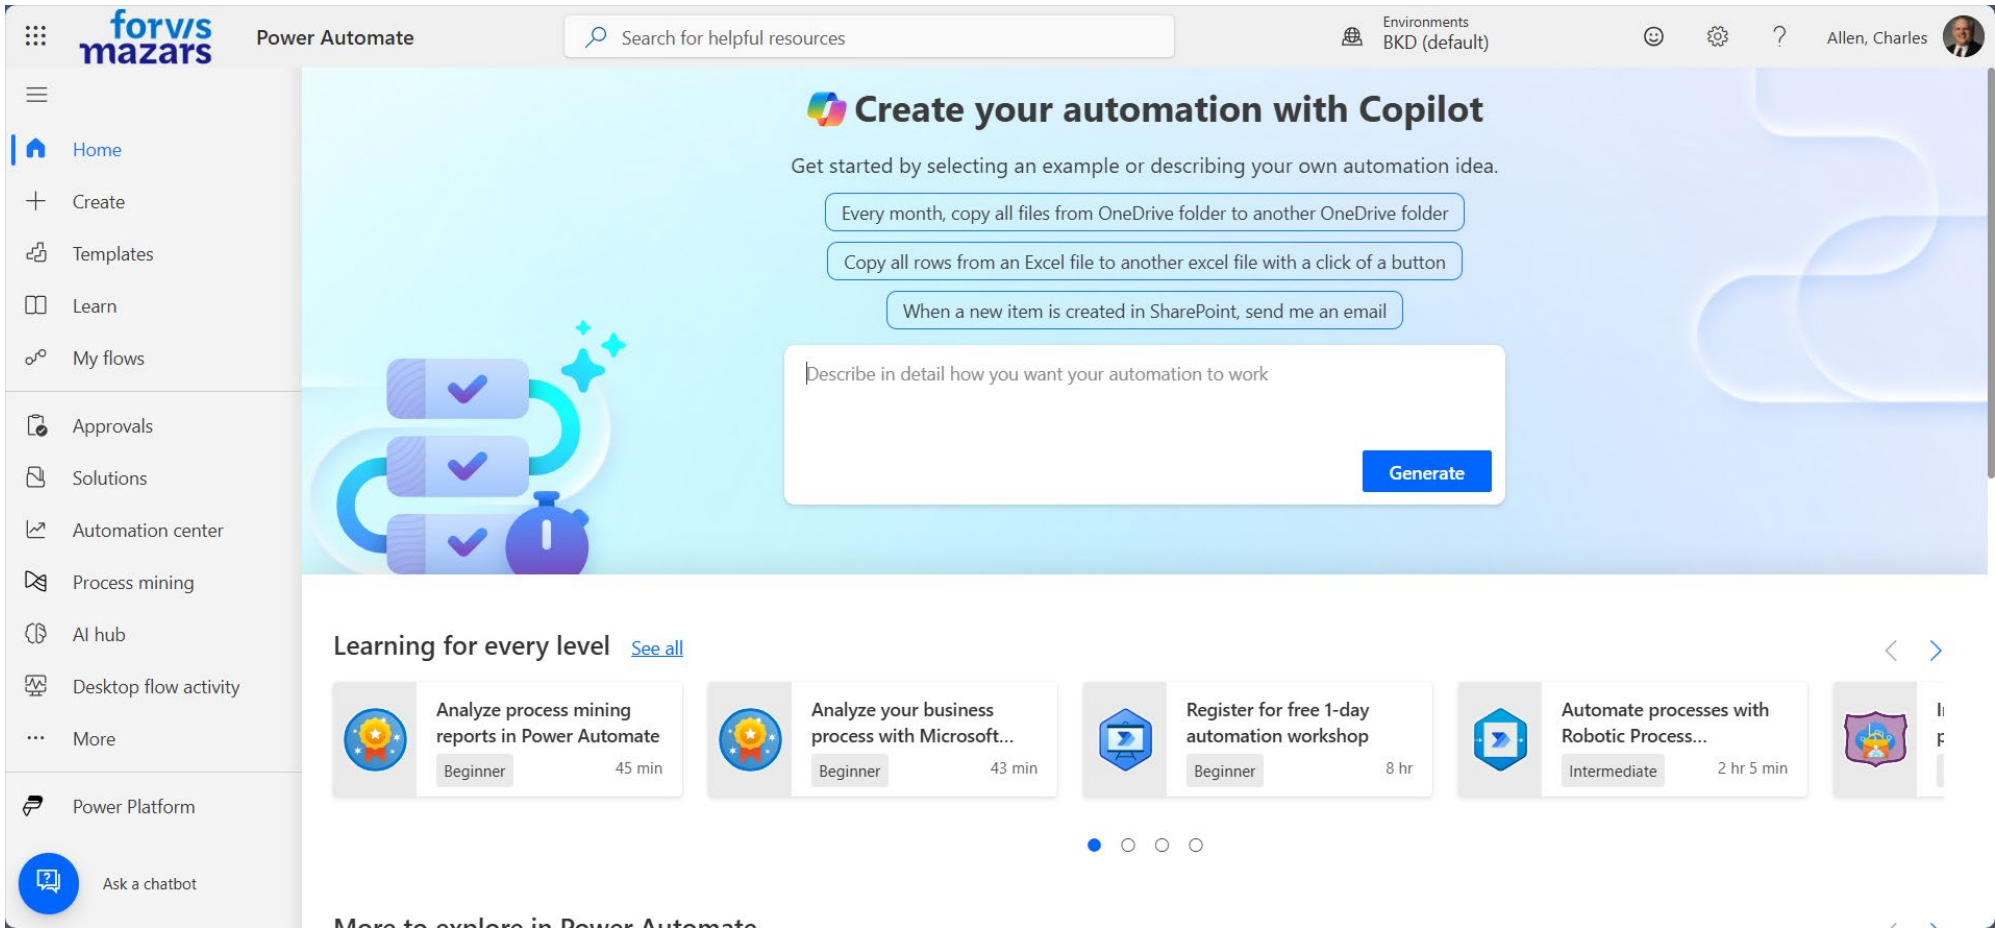 forvis
mazars
Power Automate
Search for helpful resources
Environments
BKD (default)
?
Allen, Charles
Home
Create
Templates
Learn
My flows
Approvals
Solutions
Automation center
Process mining
AI hub
Desktop flow activity
More
Power Platform
Ask a chatbot
Create your automation with Copilot
Get started by selecting an example or describing your own automation idea.
Every month, copy all files from OneDrive folder to another OneDrive folder
Copy all rows from an Excel file to another excel file with a click of a button
When a new item is created in SharePoint, send me an email
Describe in detail how you want your automation to work
Generate
Learning for every level See all
Analyze process mining
reports in Power Automate
Beginner 45 min
Analyze your business
process with Microsoft...
Beginner 43 min
Register for free 1-day
automation workshop
Beginner 8 hr
Automate processes with
Robotic Process...
Intermediate 2 hr 5 min
More to explore in Power Automate